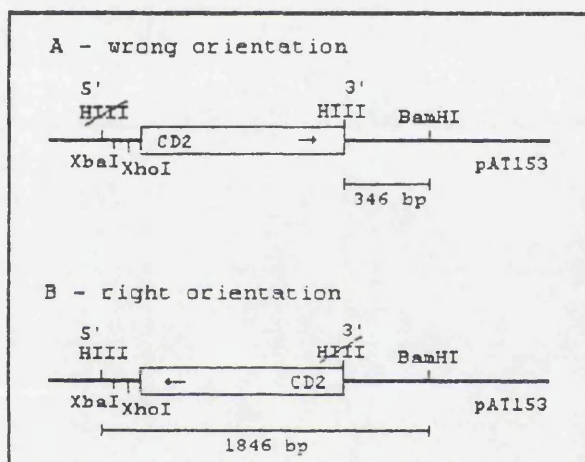 A - wrong orientation
5' 3'
HIII HIII BamHI
CD2 →
XbaI XhoI pAT153
346 bp
B - right orientation
5' 3'
HIII HIII BamHI
← CD2
XbaI XhoI pAT153
1846 bp